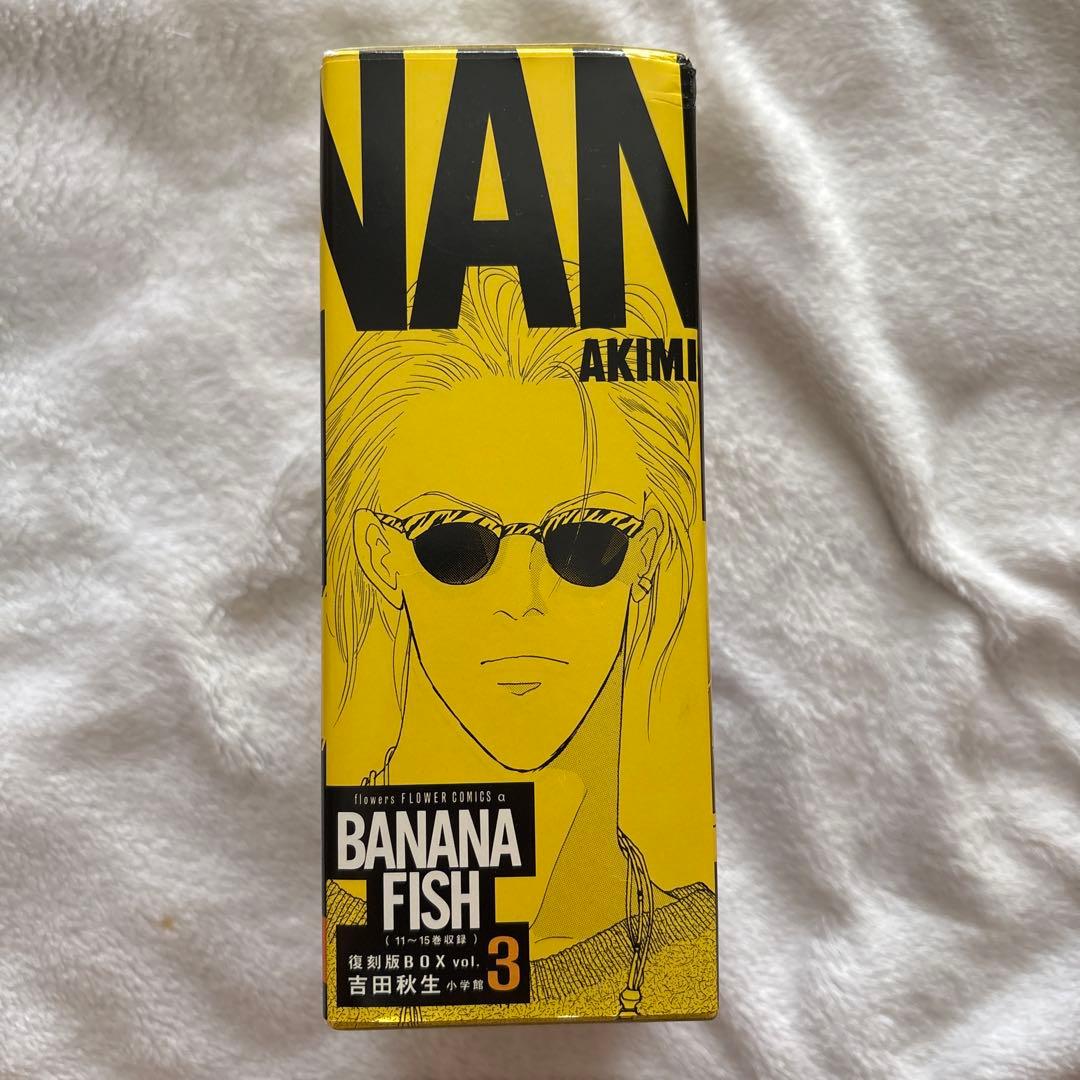 NAN
AKIMI
flowers FLOWER COMICS α
BANANA
FISH
( 11～15巻収録 )
復刻版BOX vol. 3
吉田秋生 小学館